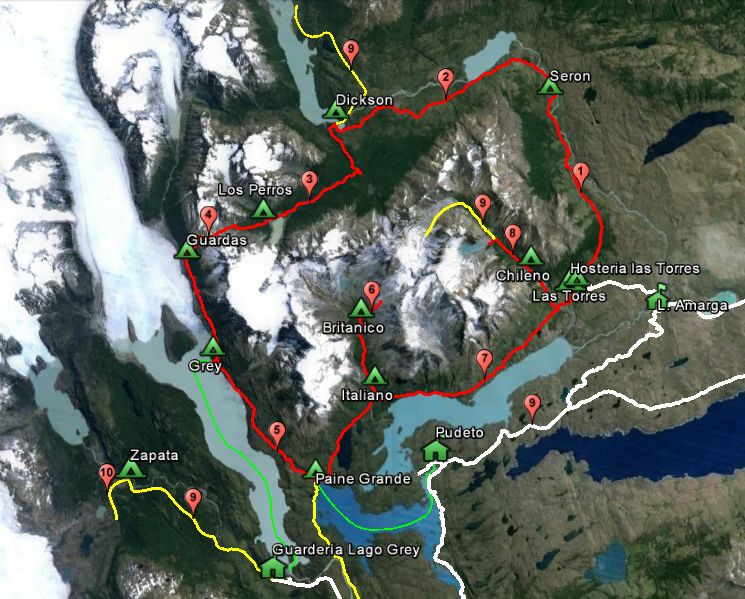 9
2
Seron
Dickson
1
3
Los Perros
9
4
8
Guardas
Hosteria las Torres
Chileno
6
Las Torres
L. Amarga
Britanico
7
Grey
Italiano
9
5
Pudeto
Zapata
10
Paine Grande
9
Guarderia Lago Grey